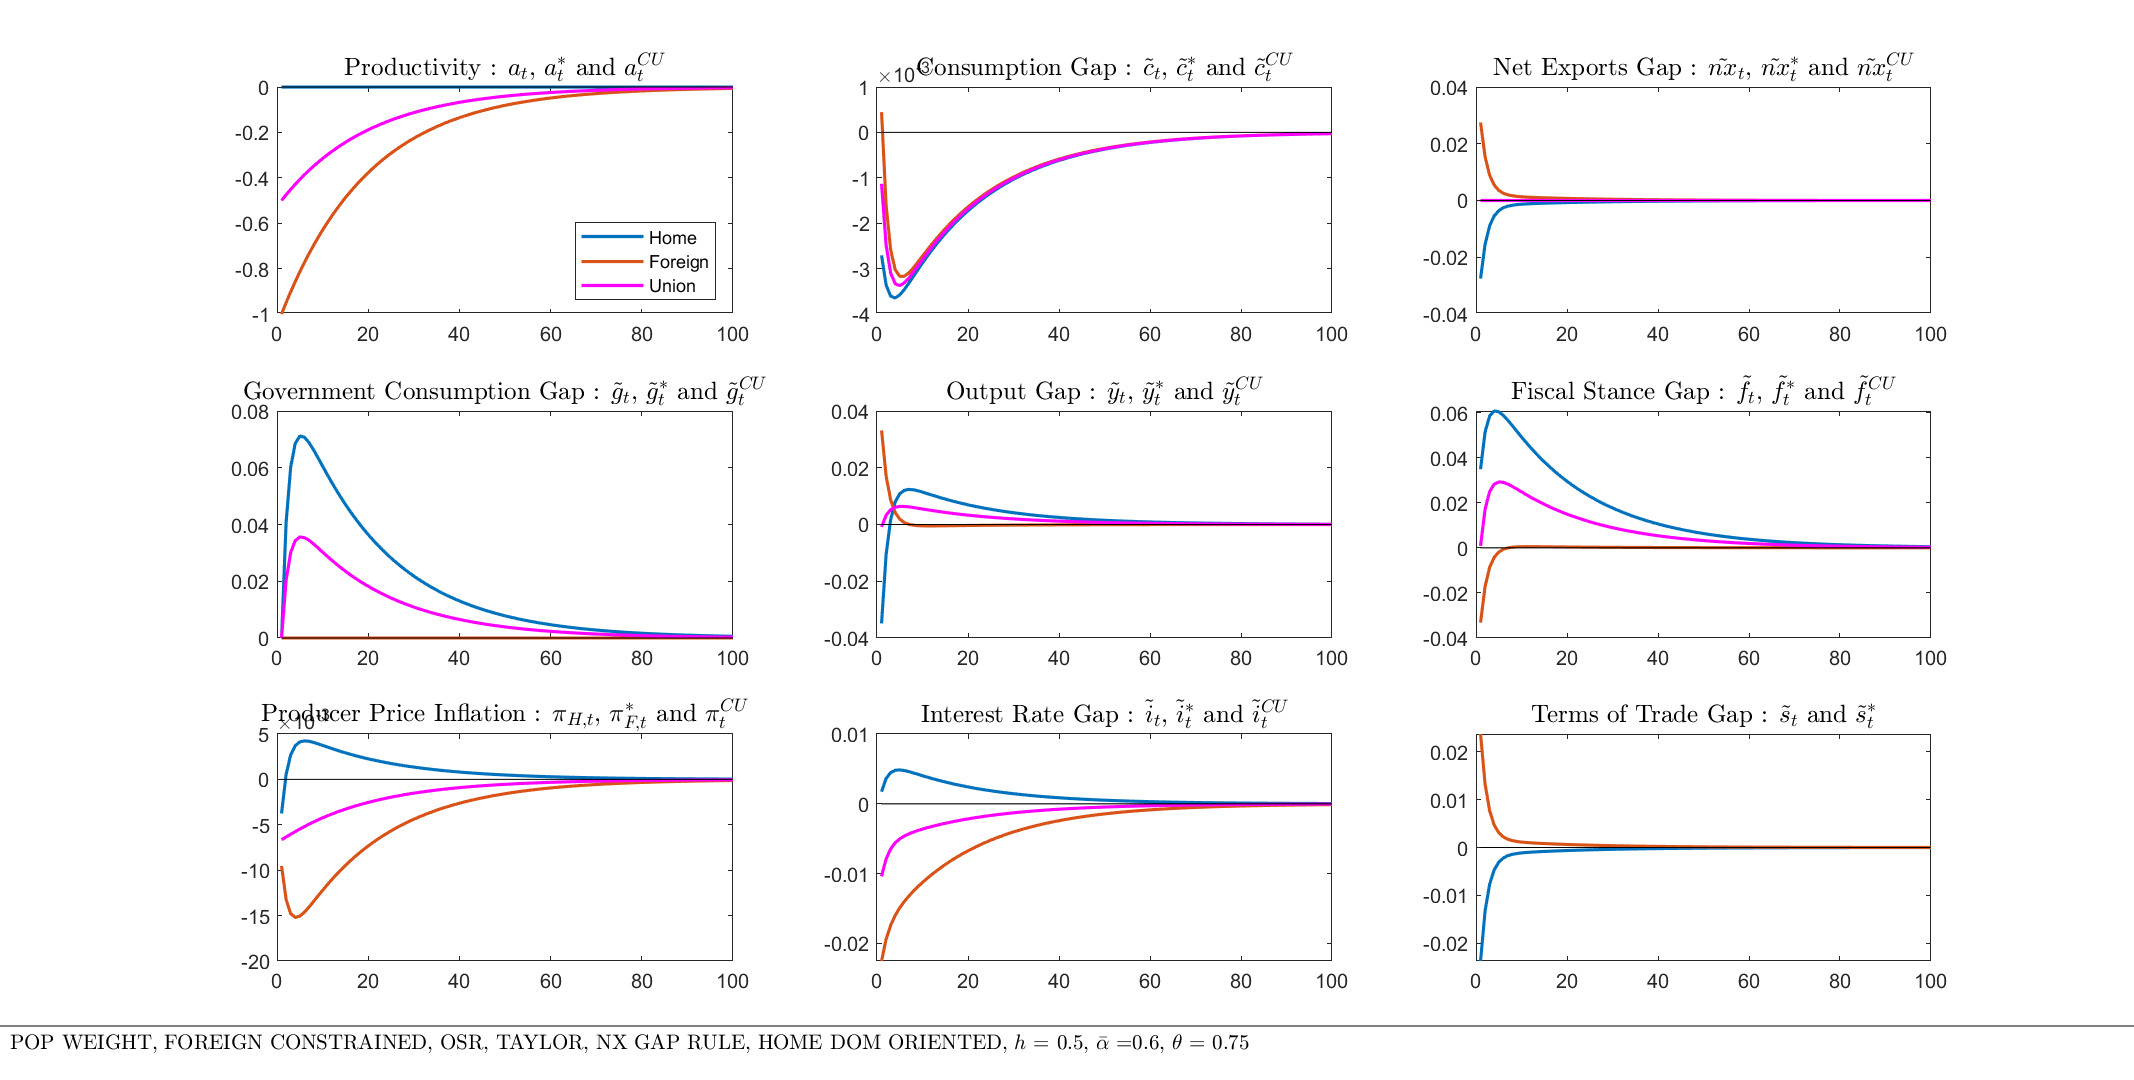 Productivity : a_t, a_t^* and a_t^{CU}
0
-0.2
-0.4
-0.6
-0.8
-1
0 20 40 60 80 100
Home
Foreign
Union
Consumption Gap : c̃_t, c̃_t^* and c̃_t^{CU}
×10^{-3}
1
0
-1
-2
-3
-4
0 20 40 60 80 100
Net Exports Gap : ñx_t, ñx_t^* and ñx_t^{CU}
0.04
0.02
0
-0.02
-0.04
0 20 40 60 80 100
Government Consumption Gap : g̃_t, g̃_t^* and g̃_t^{CU}
0.08
0.06
0.04
0.02
0
0 20 40 60 80 100
Output Gap : ỹ_t, ỹ_t^* and ỹ_t^{CU}
0.04
0.02
0
-0.02
-0.04
0 20 40 60 80 100
Fiscal Stance Gap : f̃_t, f̃_t^* and f̃_t^{CU}
0.06
0.04
0.02
0
-0.02
-0.04
0 20 40 60 80 100
Producer Price Inflation : π_{H,t}, π_{F,t}^* and π_t^{CU}
×10^{-3}
5
0
-5
-10
-15
-20
0 20 40 60 80 100
Interest Rate Gap : ĩ_t, ĩ_t^* and ĩ_t^{CU}
0.01
0
-0.01
-0.02
0 20 40 60 80 100
Terms of Trade Gap : s̃_t and s̃_t^*
0.02
0.01
0
-0.01
-0.02
0 20 40 60 80 100
POP WEIGHT, FOREIGN CONSTRAINED, OSR, TAYLOR, NX GAP RULE, HOME DOM ORIENTED, h = 0.5, ᾱ =0.6, θ = 0.75